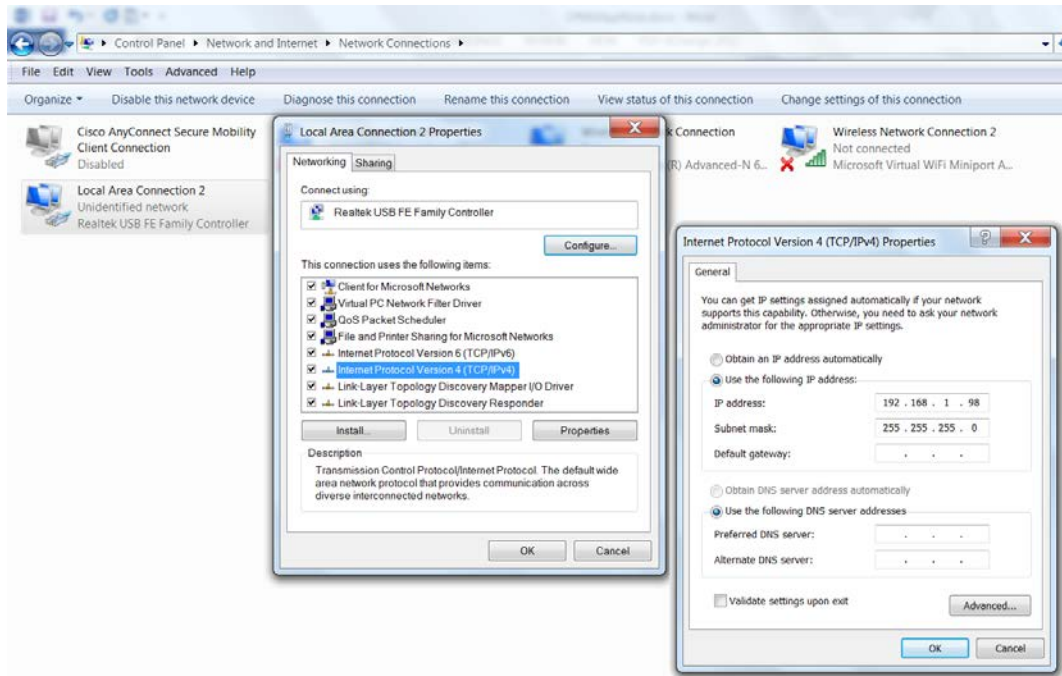 Control Panel ▸ Network and Internet ▸ Network Connections ▸
File Edit View Tools Advanced Help
Organize Disable this network device Diagnose this connection Rename this connection View status of this connection Change settings of this connection
Cisco AnyConnect Secure Mobility
Client Connection
Disabled
Local Area Connection 2
Unidentified network
Realtek USB FE Family Controller
k Connection
(R) Advanced-N 6...
Wireless Network Connection 2
Not connected
Microsoft Virtual WiFi Miniport A...
Local Area Connection 2 Properties
Networking Sharing
Connect using:
Realtek USB FE Family Controller
Configure...
This connection uses the following items:
Client for Microsoft Networks
Virtual PC Network Filter Driver
QoS Packet Scheduler
File and Printer Sharing for Microsoft Networks
Internet Protocol Version 6 (TCP/IPv6)
Internet Protocol Version 4 (TCP/IPv4)
Link-Layer Topology Discovery Mapper I/O Driver
Link-Layer Topology Discovery Responder
Install... Uninstall Properties
Description
Transmission Control Protocol/Internet Protocol. The default wide
area network protocol that provides communication across
diverse interconnected networks.
OK Cancel
Internet Protocol Version 4 (TCP/IPv4) Properties
General
You can get IP settings assigned automatically if your network
supports this capability. Otherwise, you need to ask your network
administrator for the appropriate IP settings.
Obtain an IP address automatically
Use the following IP address:
IP address: 192 . 168 . 1 . 98
Subnet mask: 255 . 255 . 255 . 0
Default gateway: . . .
Obtain DNS server address automatically
Use the following DNS server addresses
Preferred DNS server: . . .
Alternate DNS server: . . .
Validate settings upon exit
Advanced...
OK Cancel